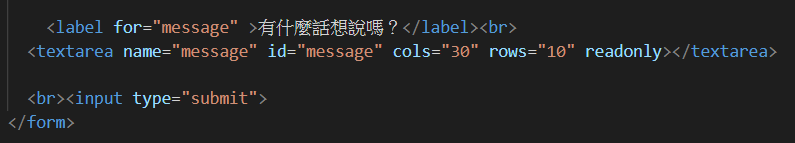 <label for="message" >有什麼話想說嗎？</label><br>
<textarea name="message" id="message" cols="30" rows="10" readonly></textarea>
<br><input type="submit">
</form>